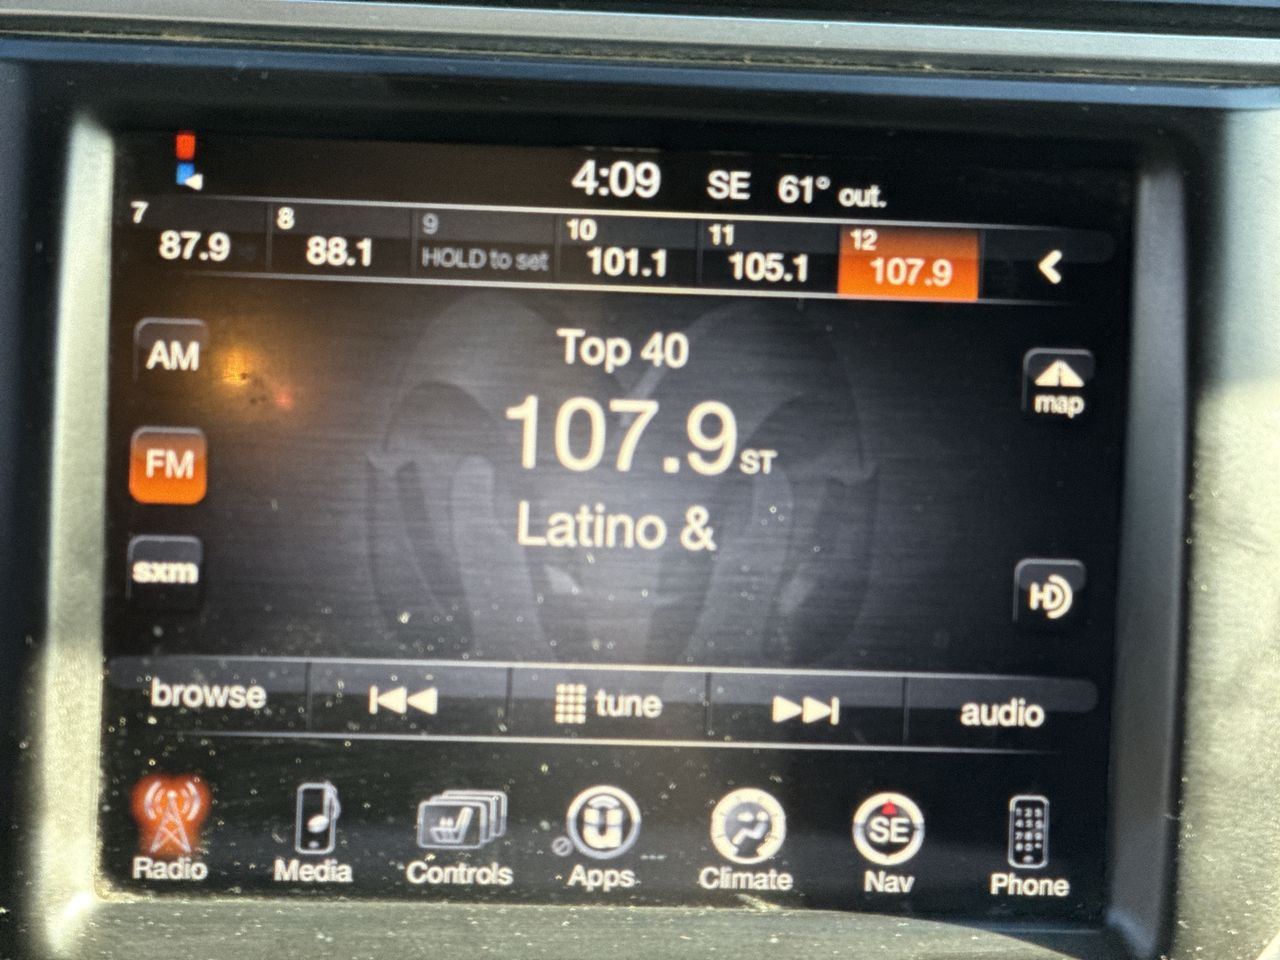 4:09 SE 61° out.
7 8 9 10 11 12
87.9 88.1 HOLD to set 101.1 105.1 107.9
AM Top 40 map
107.9 ST
FM
Latino &
sxm HD
browse tune audio
SE
Radio Media Controls Apps Climate Nav Phone